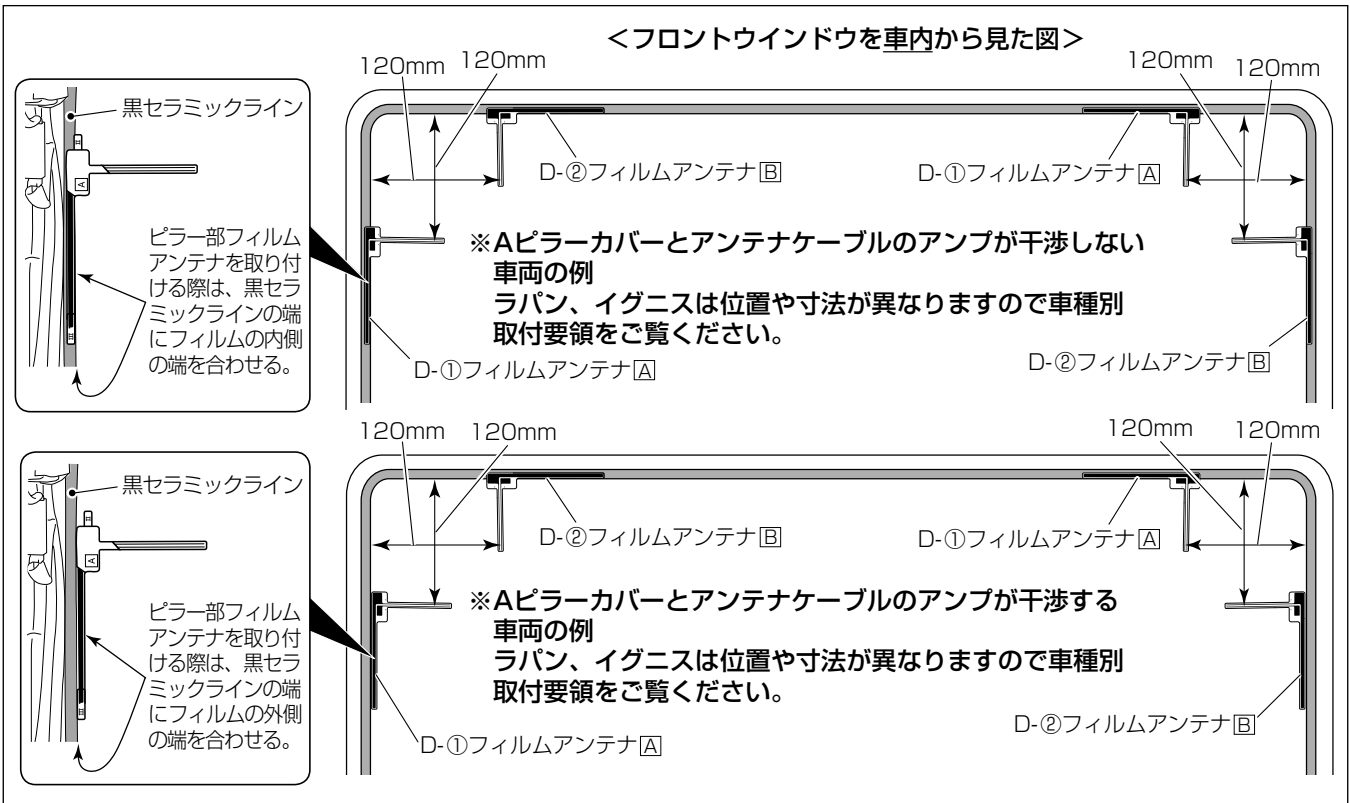 ＜フロントウインドウを車内から見た図＞
120mm 120mm 120mm 120mm
黒セラミックライン
A
ピラー部フィルム
アンテナを取り付
ける際は、黒セラ
ミックラインの端
にフィルムの内側
の端を合わせる。
D-②フィルムアンテナB D-①フィルムアンテナA
※Aピラーカバーとアンテナケーブルのアンプが干渉しない
車両の例
ラパン、イグニスは位置や寸法が異なりますので車種別
取付要領をご覧ください。
D-①フィルムアンテナA D-②フィルムアンテナB
120mm 120mm 120mm 120mm
黒セラミックライン
A
ピラー部フィルム
アンテナを取り付
ける際は、黒セラ
ミックラインの端
にフィルムの外側
の端を合わせる。
D-②フィルムアンテナB D-①フィルムアンテナA
※Aピラーカバーとアンテナケーブルのアンプが干渉する
車両の例
ラパン、イグニスは位置や寸法が異なりますので車種別
取付要領をご覧ください。
D-①フィルムアンテナA D-②フィルムアンテナB